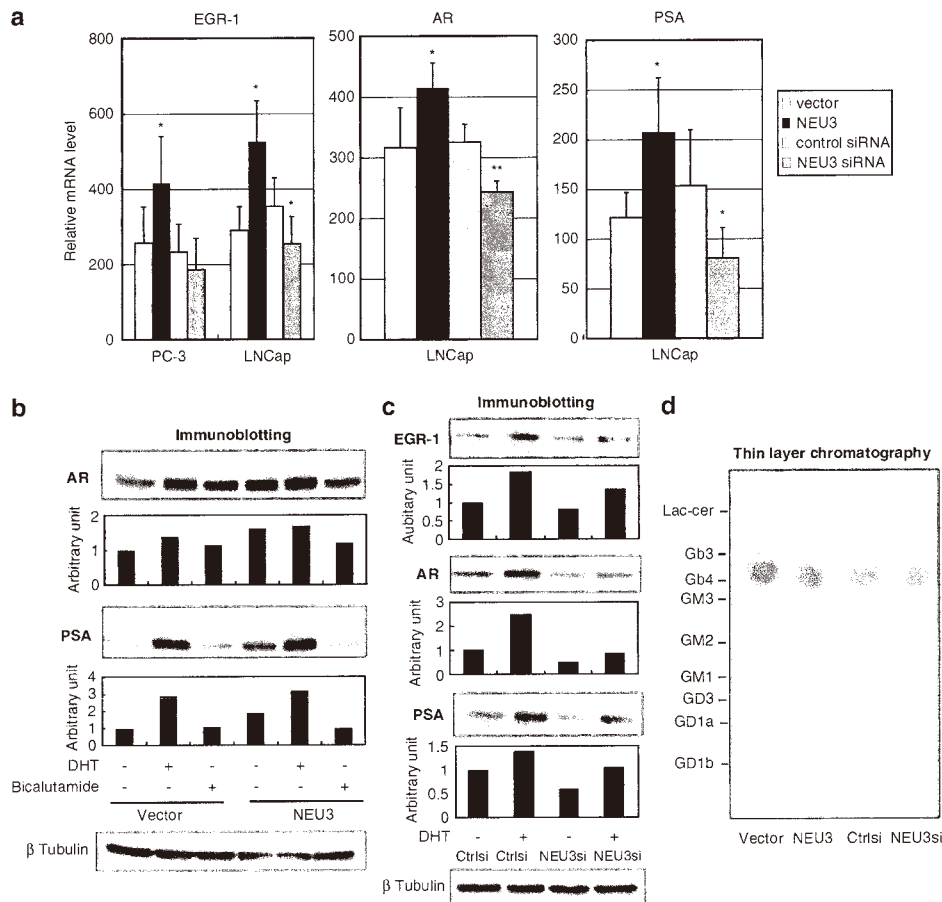 a
EGR-1
AR
PSA
Relative mRNA level
800
600
400
200
0
* * *
PC-3
LNCap
500
400
300
200
100
0
*
**
LNCap
300
250
200
150
100
50
0
*
*
LNCap
vector
NEU3
control siRNA
NEU3 siRNA
b
Immunoblotting
AR
Arbitrary unit
2
1
0
PSA
Arbitrary unit
4
3
2
1
0
DHT - + - - + -
Bicalutamide - - + - - +
Vector NEU3
β Tubulin
c
Immunoblotting
EGR-1
Aubitary unit
2
1.5
1
0.5
AR
Arbitrary unit
3
2
1
0
PSA
Arbitrary unit
1.5
1
0.5
0
DHT - + - +
Ctrlsi Ctrlsi NEU3si NEU3si
β Tubulin
d
Thin layer chromatography
Lac-cer
Gb3
Gb4
GM3
GM2
GM1
GD3
GD1a
GD1b
Vector NEU3 Ctrlsi NEU3si